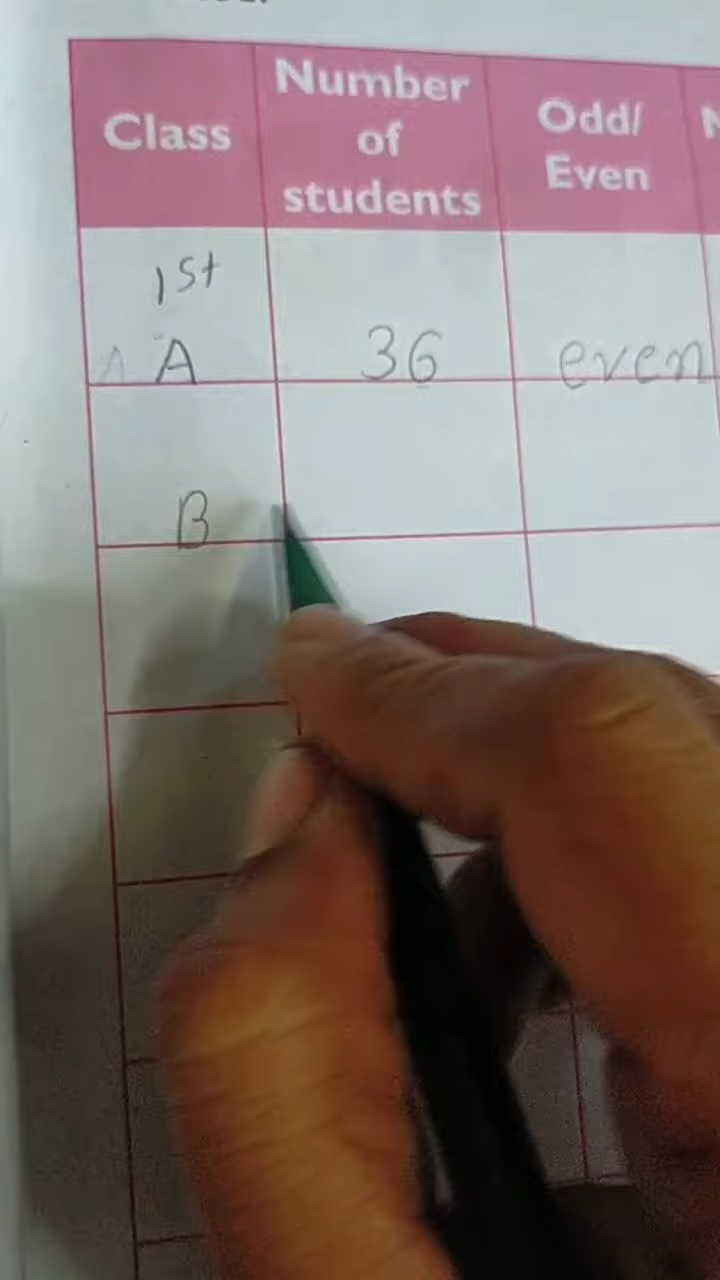 Class
Number
of
students
Odd/
Even
1st
A 36 even
B